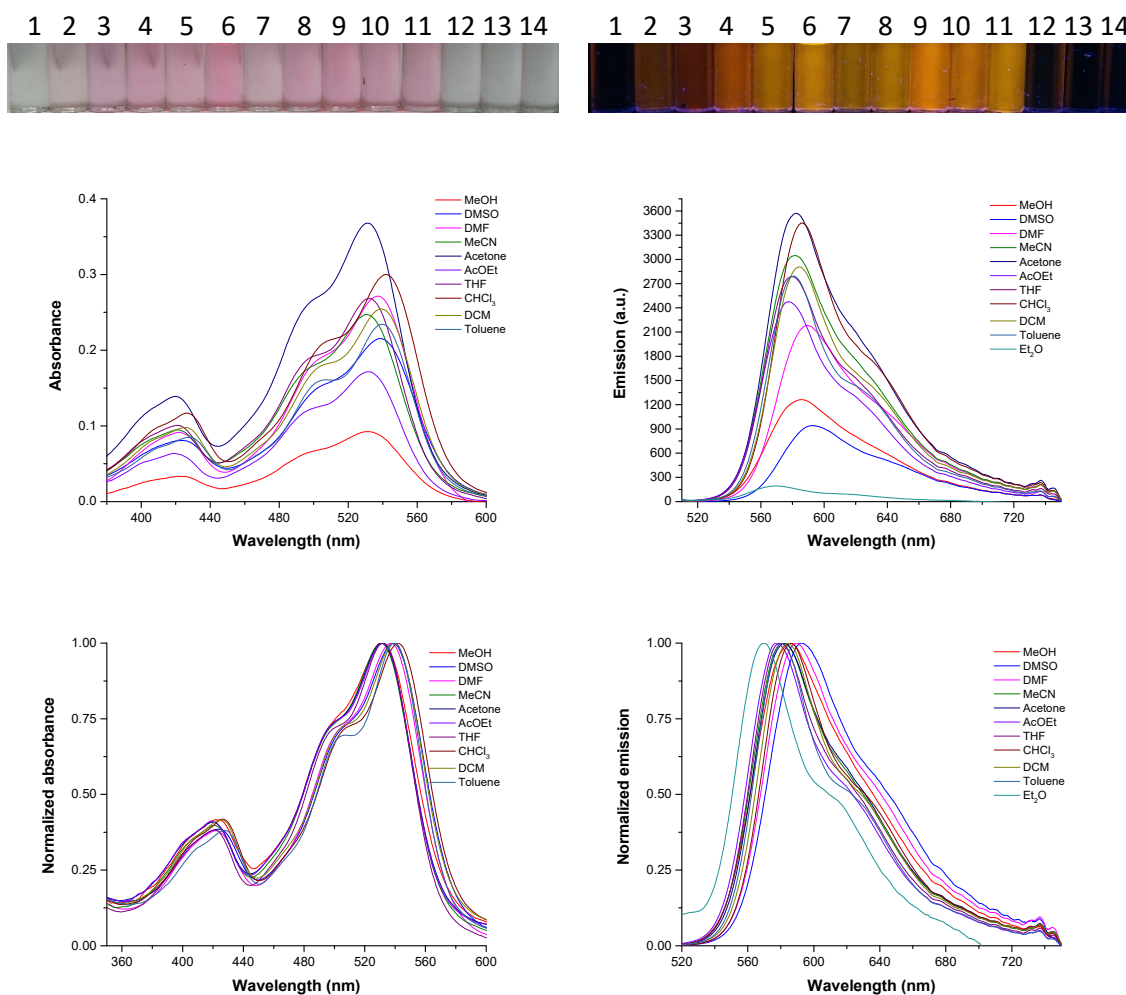 1 2 3 4 5 6 7 8 9 10 11 12 13 14
1 2 3 4 5 6 7 8 9 10 11 12 13 14
0.4
0.3
0.2
0.1
0.0
Absorbance
400 440 480 520 560 600
Wavelength (nm)
MeOH
DMSO
DMF
MeCN
Acetone
AcOEt
THF
CHCl₃
DCM
Toluene
3600
3300
3000
2700
2400
2100
1800
1500
1200
900
600
300
0
Emission (a.u.)
520 560 600 640 680 720
Wavelength (nm)
MeOH
DMSO
DMF
MeCN
Acetone
AcOEt
THF
CHCl₃
DCM
Toluene
Et₂O
1.00
0.75
0.50
0.25
0.00
Normalized absorbance
360 400 440 480 520 560 600
Wavelength (nm)
MeOH
DMSO
DMF
MeCN
Acetone
AcOEt
THF
CHCl₃
DCM
Toluene
1.00
0.75
0.50
0.25
0.00
Normalized emission
520 560 600 640 680 720
Wavelength (nm)
MeOH
DMSO
DMF
MeCN
Acetone
AcOEt
THF
CHCl₃
DCM
Toluene
Et₂O